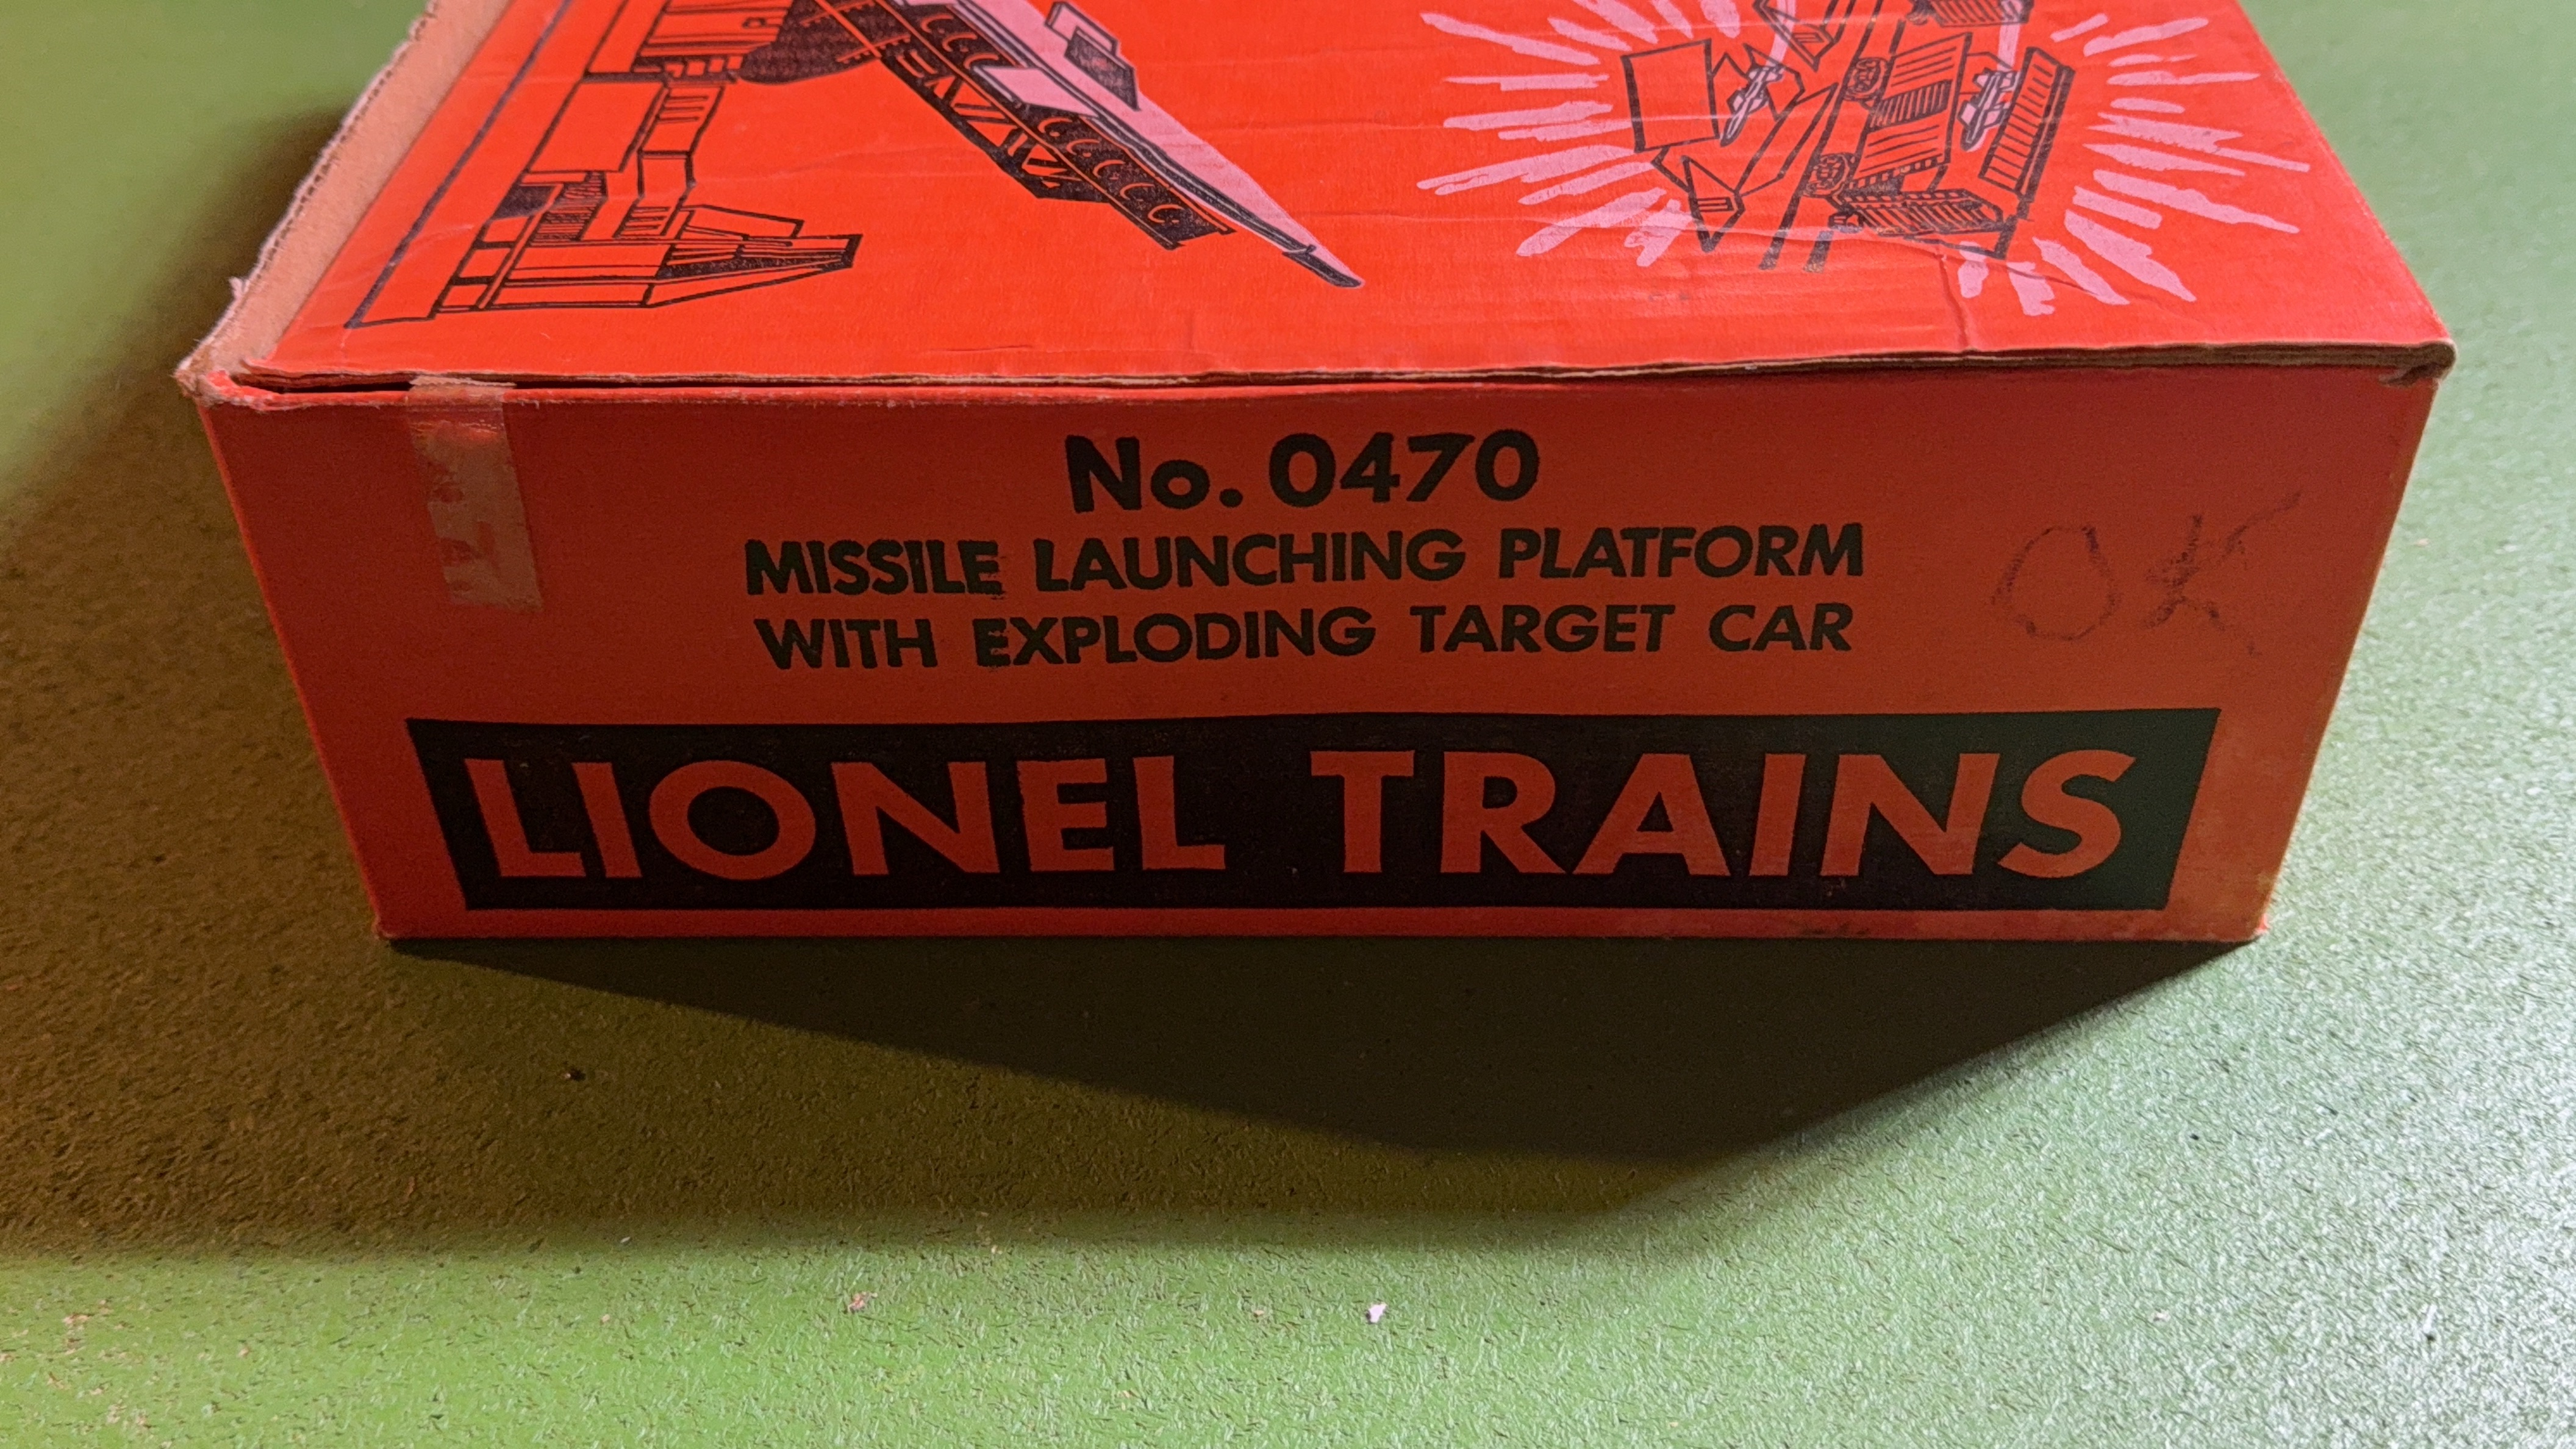 No. 0470
MISSILE LAUNCHING PLATFORM
WITH EXPLODING TARGET CAR
OK
LIONEL TRAINS